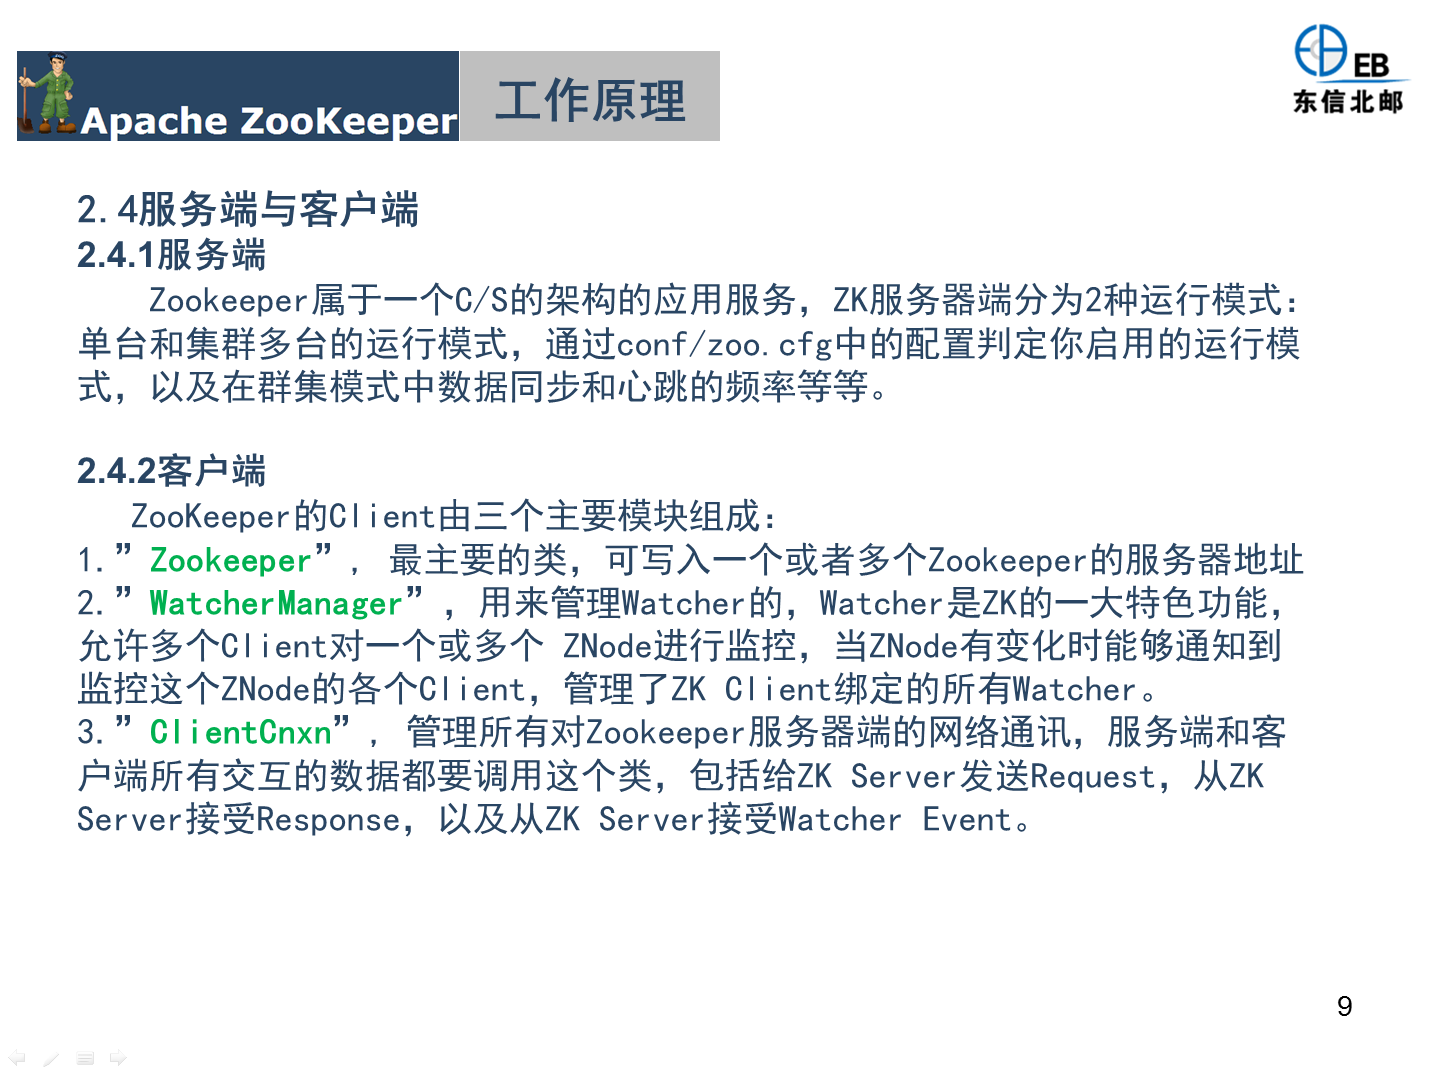 Apache ZooKeeper
工作原理
EB
东信北邮
2.4服务端与客户端
2.4.1服务端
Zookeeper属于一个C/S的架构的应用服务，ZK服务器端分为2种运行模式：
单台和集群多台的运行模式，通过conf/zoo.cfg中的配置判定你启用的运行模
式，以及在群集模式中数据同步和心跳的频率等等。
2.4.2客户端
ZooKeeper的Client由三个主要模块组成：
1.”Zookeeper”, 最主要的类，可写入一个或者多个Zookeeper的服务器地址
2.”WatcherManager”，用来管理Watcher的，Watcher是ZK的一大特色功能，
允许多个Client对一个或多个 ZNode进行监控，当ZNode有变化时能够通知到
监控这个ZNode的各个Client，管理了ZK Client绑定的所有Watcher。
3.”ClientCnxn”, 管理所有对Zookeeper服务器端的网络通讯，服务端和客
户端所有交互的数据都要调用这个类，包括给ZK Server发送Request，从ZK
Server接受Response，以及从ZK Server接受Watcher Event。
9